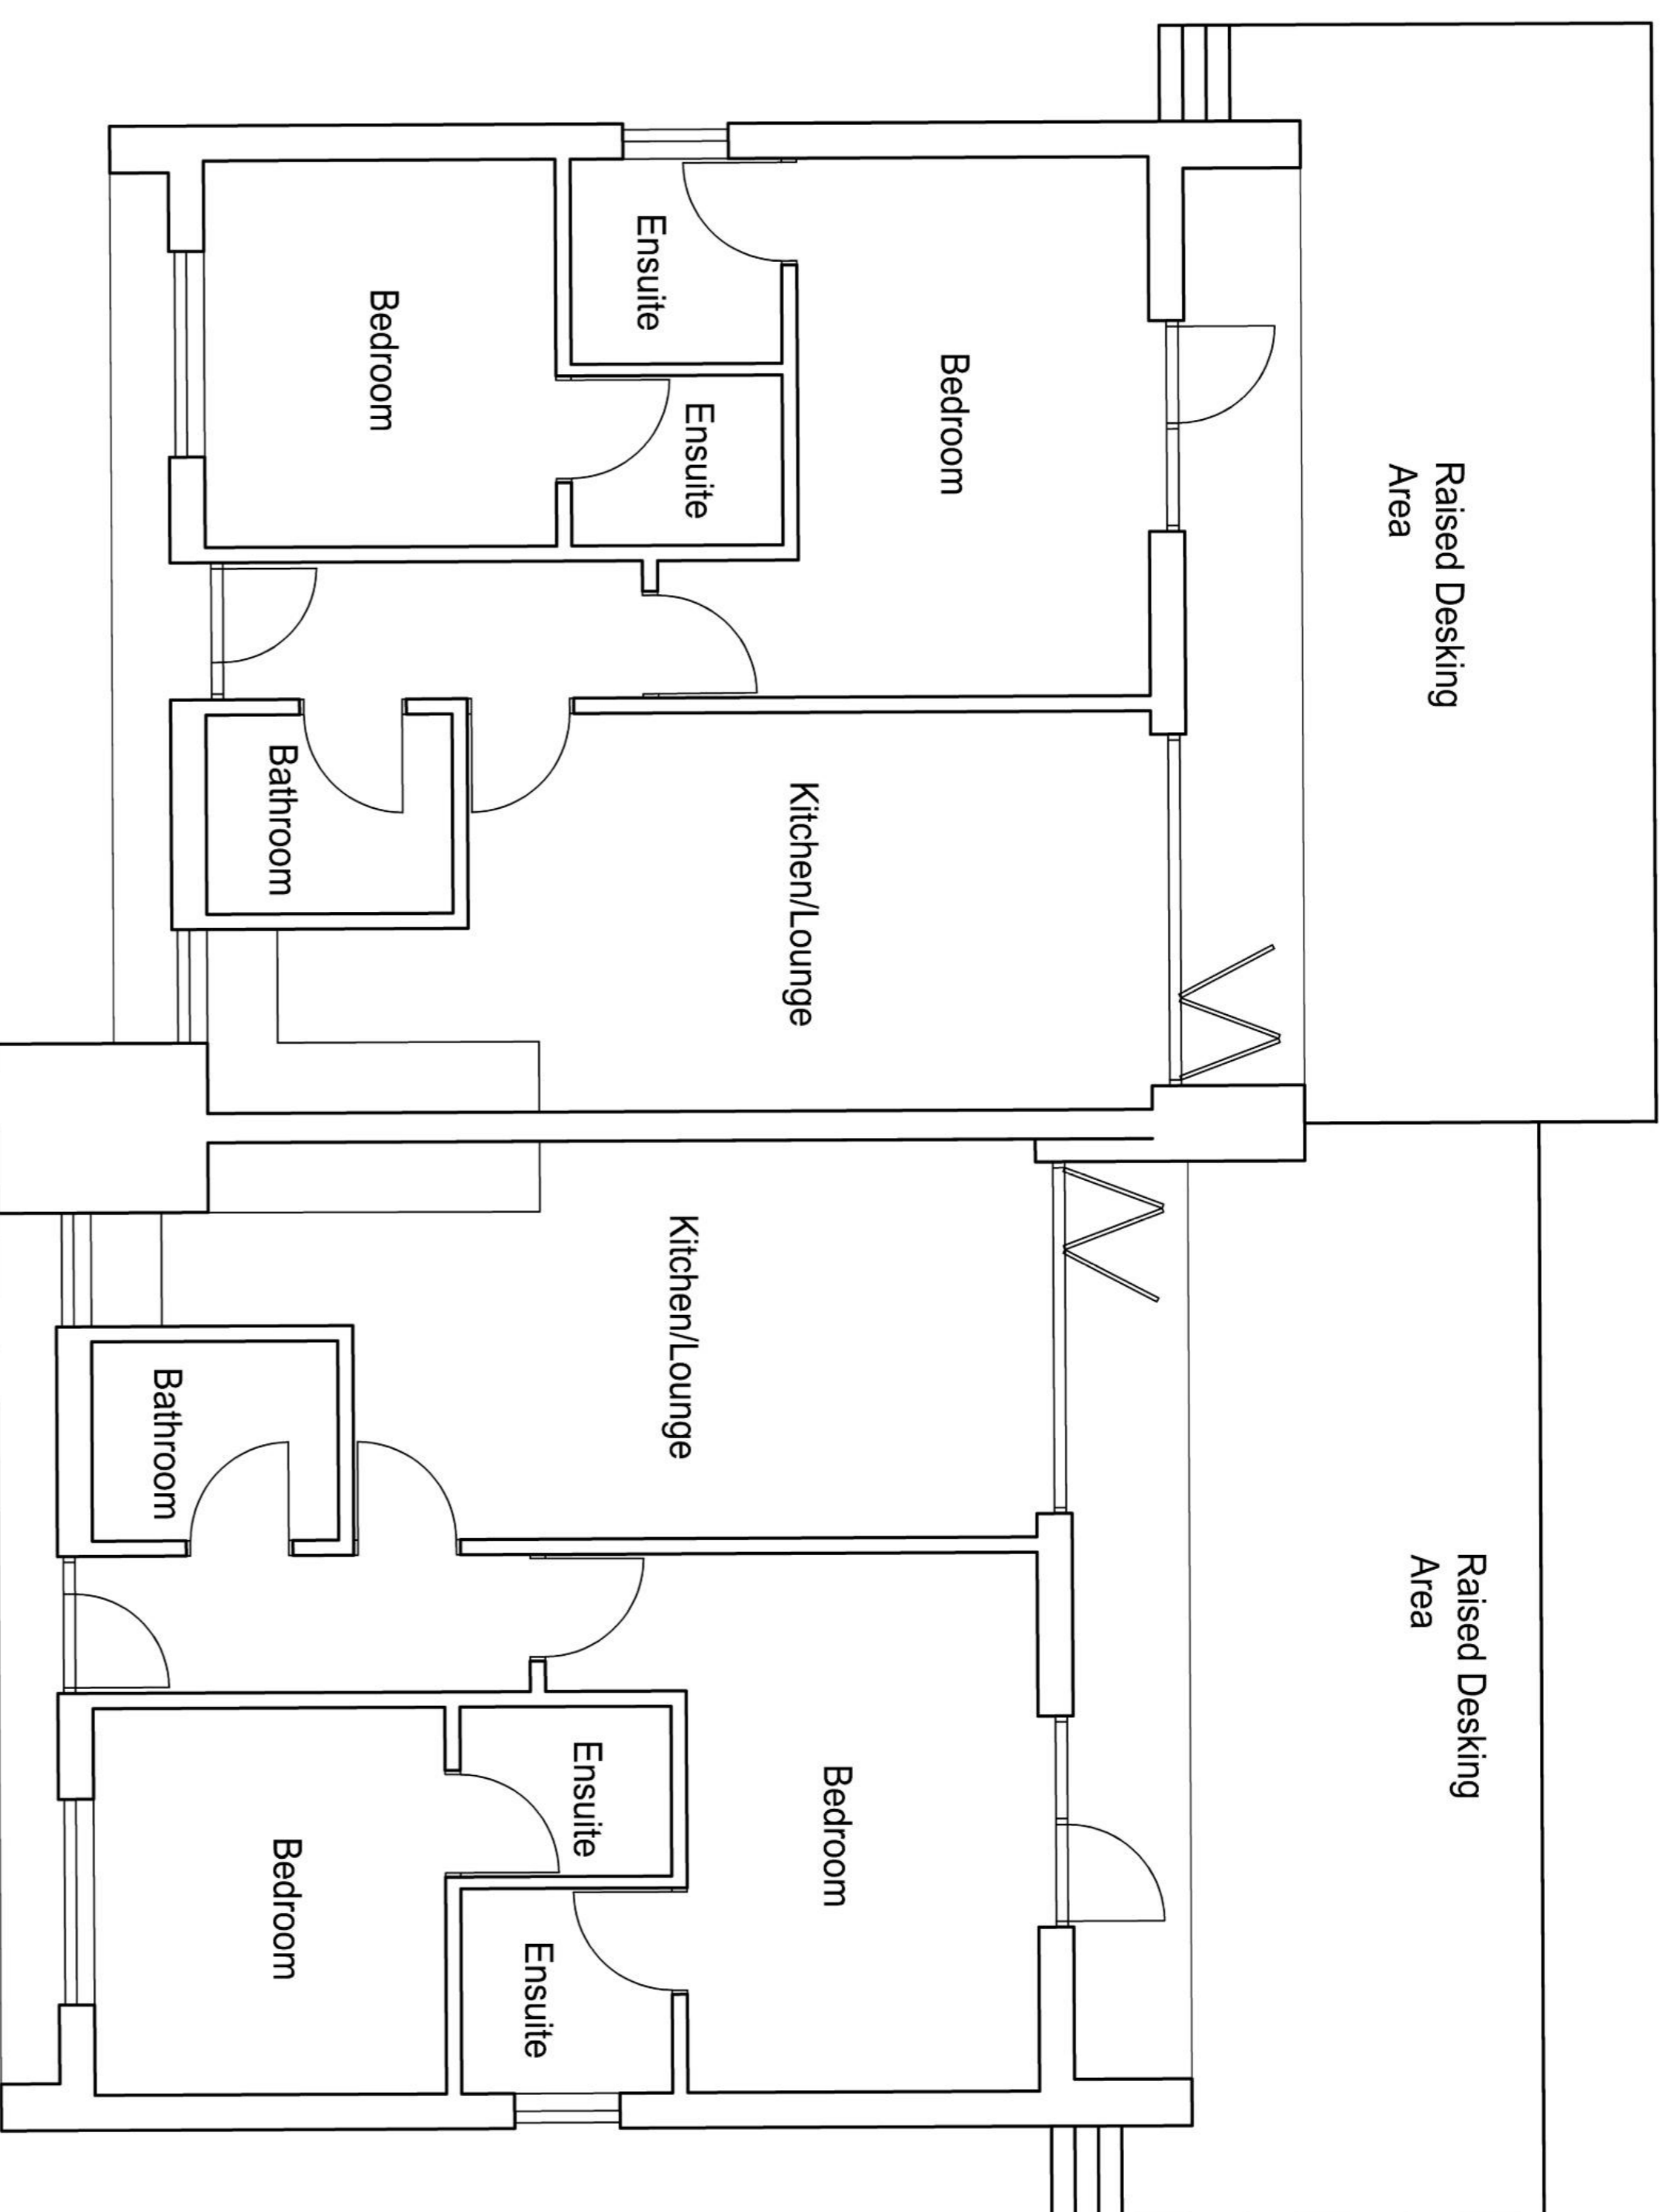 Raised Desking
Area
Raised Desking
Area
Bedroom
Kitchen/Lounge
Kitchen/Lounge
Bedroom
Ensuite
Ensuite
Ensuite
Ensuite
Bedroom
Bathroom
Bathroom
Bedroom